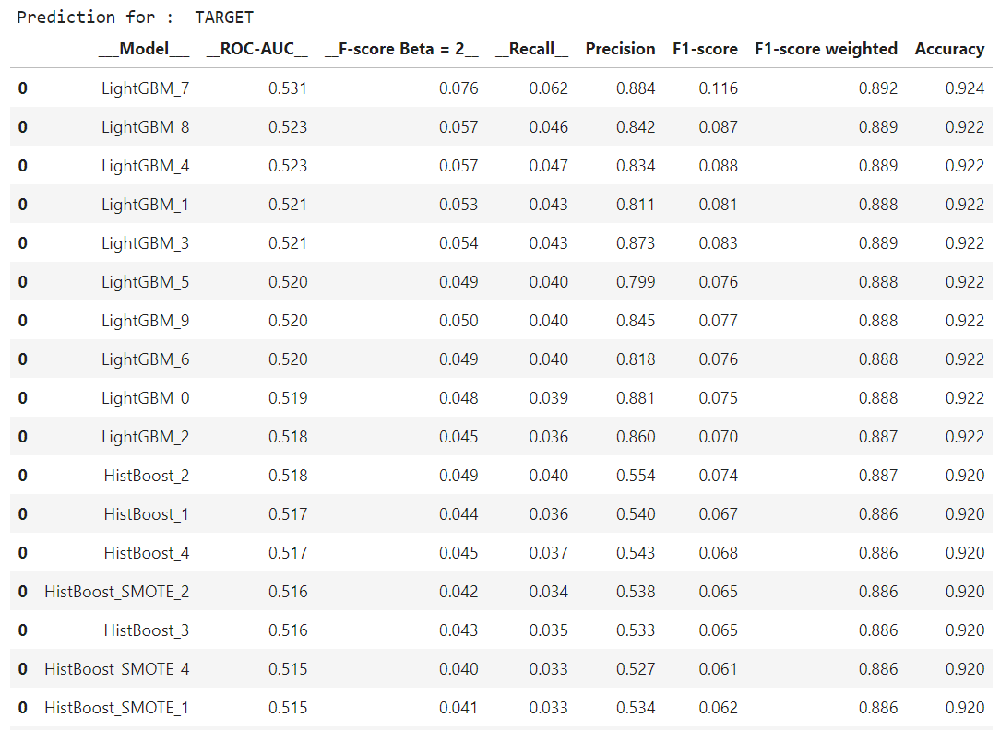 Prediction for :  TARGET
___Model___ __ROC-AUC__ __F-score Beta = 2__ __Recall__ Precision F1-score F1-score weighted Accuracy
0 LightGBM_7 0.531 0.076 0.062 0.884 0.116 0.892 0.924
0 LightGBM_8 0.523 0.057 0.046 0.842 0.087 0.889 0.922
0 LightGBM_4 0.523 0.057 0.047 0.834 0.088 0.889 0.922
0 LightGBM_1 0.521 0.053 0.043 0.811 0.081 0.888 0.922
0 LightGBM_3 0.521 0.054 0.043 0.873 0.083 0.889 0.922
0 LightGBM_5 0.520 0.049 0.040 0.799 0.076 0.888 0.922
0 LightGBM_9 0.520 0.050 0.040 0.845 0.077 0.888 0.922
0 LightGBM_6 0.520 0.049 0.040 0.818 0.076 0.888 0.922
0 LightGBM_0 0.519 0.048 0.039 0.881 0.075 0.888 0.922
0 LightGBM_2 0.518 0.045 0.036 0.860 0.070 0.887 0.922
0 HistBoost_2 0.518 0.049 0.040 0.554 0.074 0.887 0.920
0 HistBoost_1 0.517 0.044 0.036 0.540 0.067 0.886 0.920
0 HistBoost_4 0.517 0.045 0.037 0.543 0.068 0.886 0.920
0 HistBoost_SMOTE_2 0.516 0.042 0.034 0.538 0.065 0.886 0.920
0 HistBoost_3 0.516 0.043 0.035 0.533 0.065 0.886 0.920
0 HistBoost_SMOTE_4 0.515 0.040 0.033 0.527 0.061 0.886 0.920
0 HistBoost_SMOTE_1 0.515 0.041 0.033 0.534 0.062 0.886 0.920